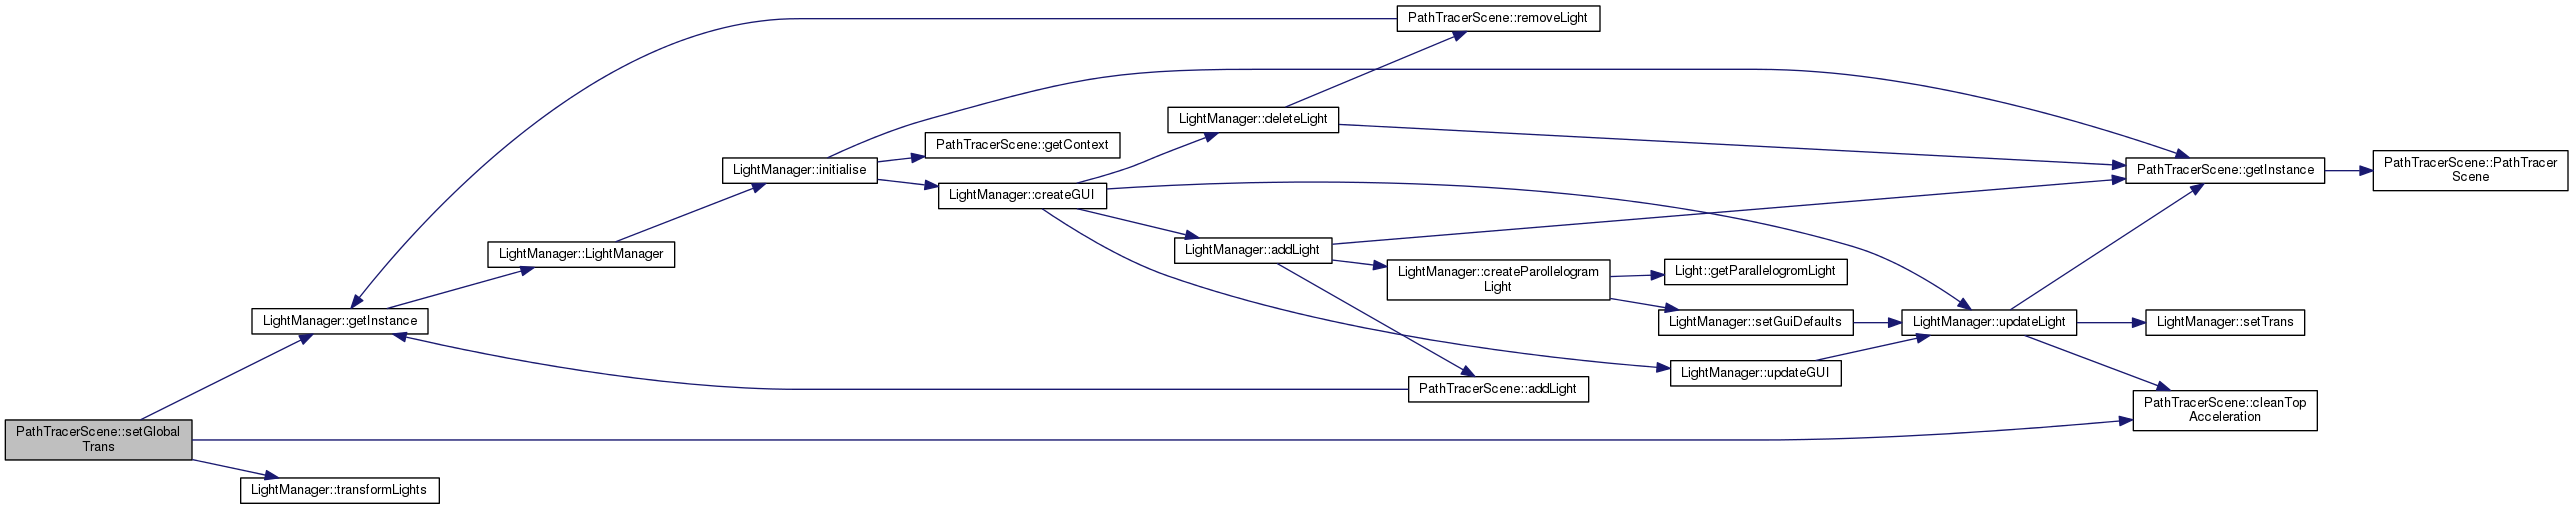 PathTracerScene::removeLight
LightManager::deleteLight
PathTracerScene::getContext
LightManager::initialise
PathTracerScene::getInstance
PathTracerScene::PathTracer
Scene
LightManager::createGUI
LightManager::LightManager
LightManager::addLight
LightManager::createParollelogram
Light
Light::getParallelogromLight
LightManager::getInstance
LightManager::setGuiDefaults
LightManager::updateLight
LightManager::setTrans
LightManager::updateGUI
PathTracerScene::addLight
PathTracerScene::cleanTop
Acceleration
PathTracerScene::setGlobal
Trans
LightManager::transformLights